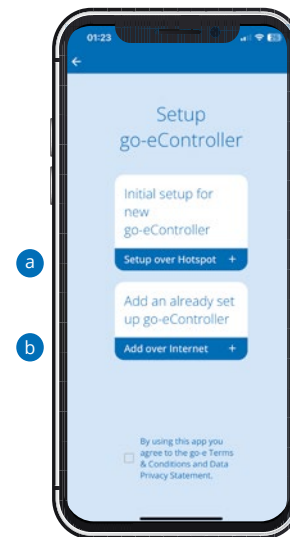 01:23
Setup
go-eController
Initial setup for
new
go-eController
a
Setup over Hotspot +
Add an already set
up go-eController
b
Add over Internet +
By using this app you
agree to the go-e Terms
& Conditions and Data
Privacy Statement.